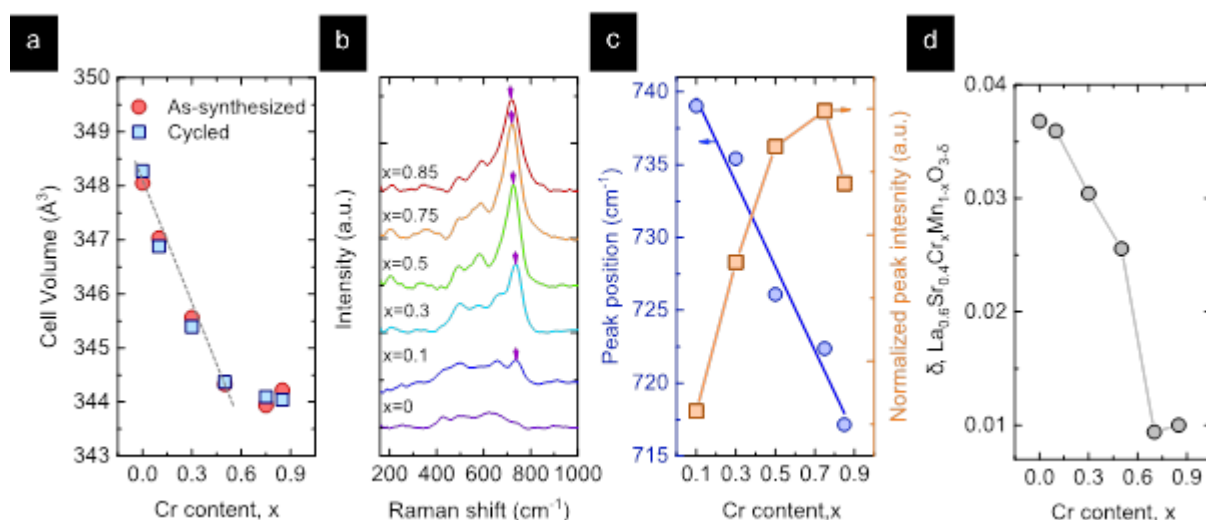 a
350
349
348
347
346
345
344
343
Cell Volume (Å³)
As-synthesized
Cycled
0.0 0.3 0.6 0.9
Cr content, x
b
Intensity (a.u.)
x=0.85
x=0.75
x=0.5
x=0.3
x=0.1
x=0
200 400 600 800 1000
Raman shift (cm⁻¹)
c
740
735
730
725
720
715
Peak position (cm⁻¹)
Normalized peak intesnity (a.u.)
0.1 0.3 0.5 0.7 0.9
Cr content,x
d
0.04
0.03
0.02
0.01
δ, La₀.₆Sr₀.₄CrₓMn₁₋ₓO₃₋δ
0.0 0.3 0.6 0.9
Cr content, x